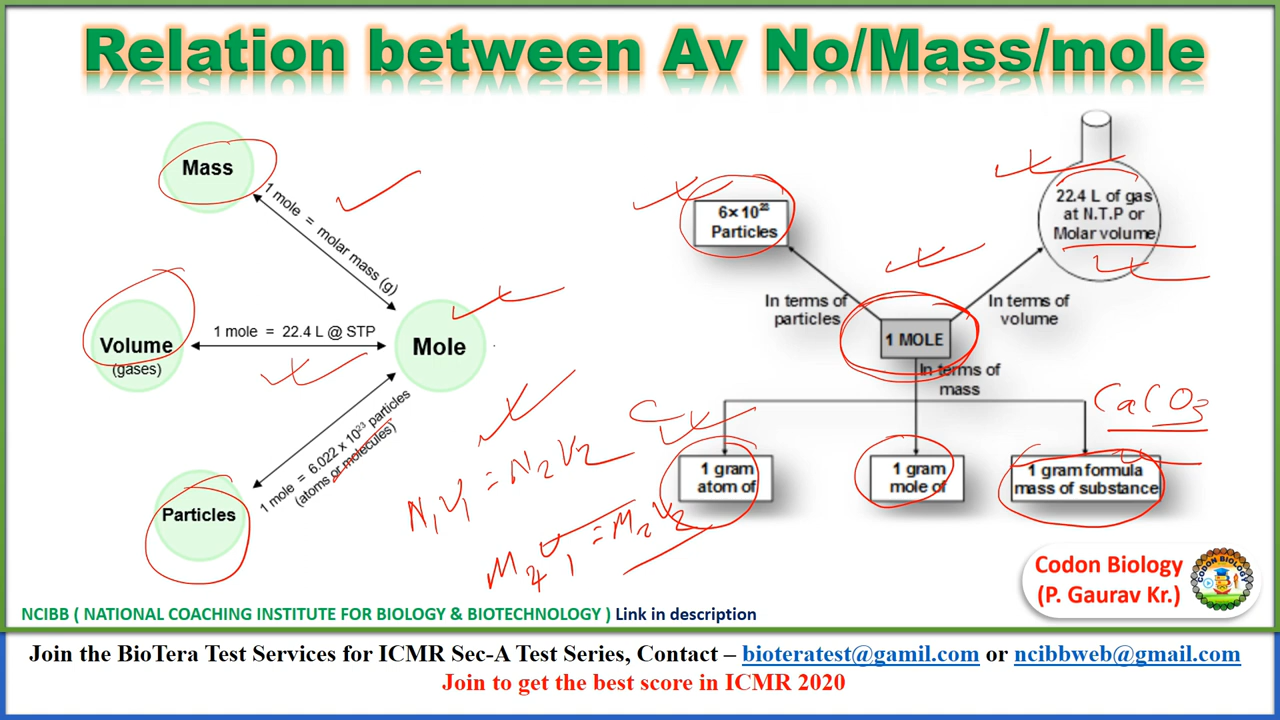 Relation between Av No/Mass/mole
Mass
1 mole = molar mass (g)
Volume
(gases)
1 mole = 22.4 L @ STP
Mole
1 mole = 6.022 x 10²³ particles
(atoms or molecules)
Particles
N₁V₁ = N₂V₂
6×10²³
Particles
22.4 L of gas
at N.T.P or
Molar volume
In terms of
particles
In terms of
volume
1 MOLE
In terms of
mass
C
CaCO₃
1 gram
atom of
1 gram
mole of
1 gram formula
mass of substance
Codon Biology
(P. Gaurav Kr.)
CODON BIOLOGY
NCIBB ( NATIONAL COACHING INSTITUTE FOR BIOLOGY & BIOTECHNOLOGY ) Link in description
Join the BioTera Test Services for ICMR Sec-A Test Series, Contact – bioteratest@gamil.com or ncibbweb@gmail.com
Join to get the best score in ICMR 2020